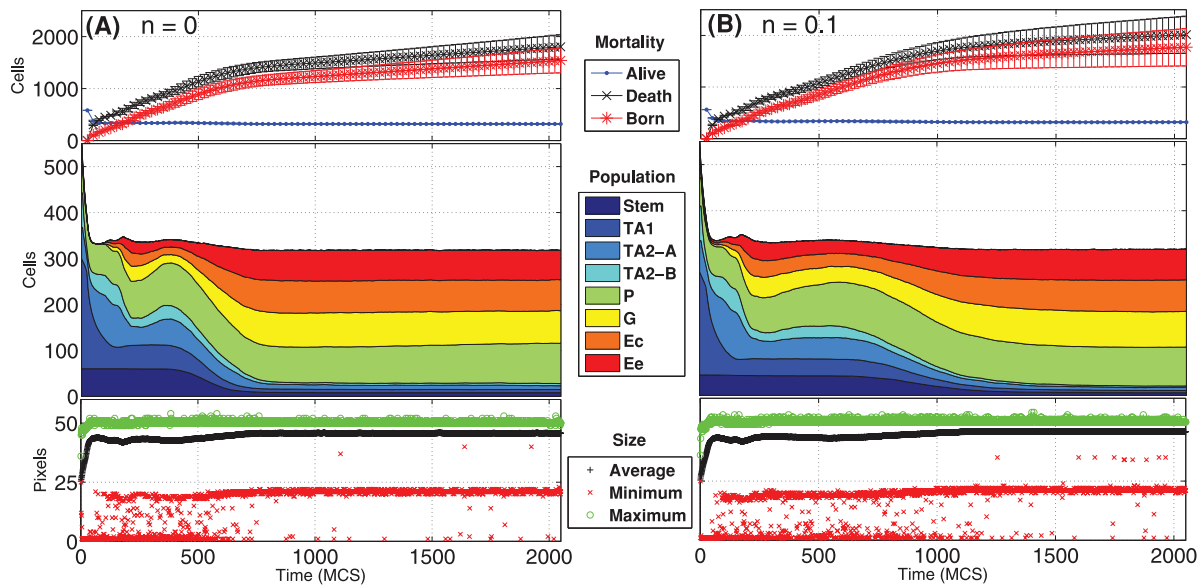 (A) n = 0
2000
1000
0
Cells
Mortality
Alive
Death
Born
(B) n = 0.1
500
400
300
200
100
0
Cells
Population
Stem
TA1
TA2-A
TA2-B
P
G
Ec
Ee
50
25
0
Pixels
Size
Average
Minimum
Maximum
0 500 1000 1500 2000
Time (MCS)
0 500 1000 1500 2000
Time (MCS)